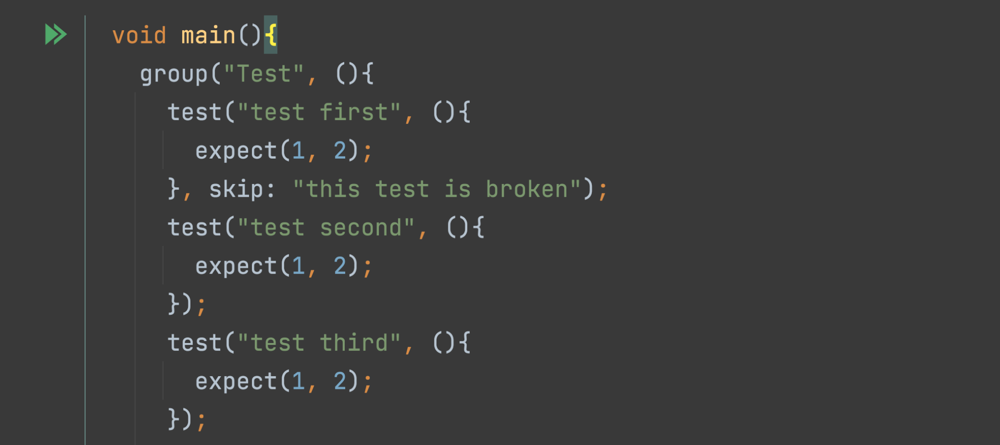 void main(){
group("Test", (){
test("test first", (){
expect(1, 2);
}, skip: "this test is broken");
test("test second", (){
expect(1, 2);
});
test("test third", (){
expect(1, 2);
});